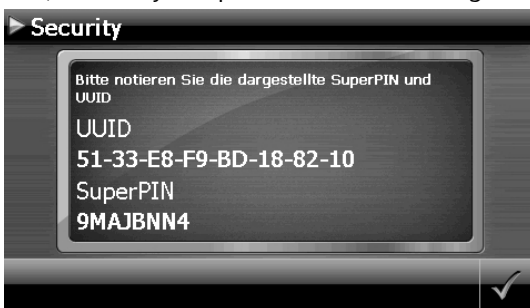 Security
Bitte notieren Sie die dargestellte SuperPIN und
UUID
UUID
51-33-E8-F9-BD-18-82-10
SuperPIN
9MAJBNN4